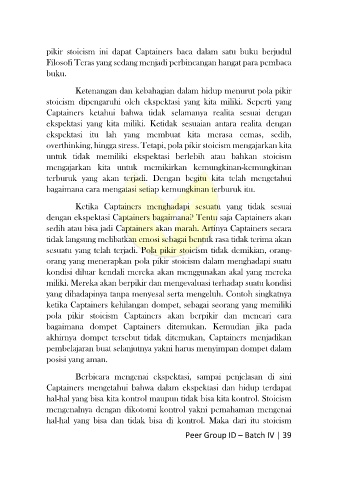 pikir stoicism ini dapat Captainers baca dalam satu buku berjudul
Filosofi Teras yang sedang menjadi perbincangan hangat para pembaca
buku.
Ketenangan dan kebahagian dalam hidup menurut pola pikir
stoicism dipengaruhi oleh ekspektasi yang kita miliki. Seperti yang
Captainers ketahui bahwa tidak selamanya realita sesuai dengan
ekspektasi yang kita miliki. Ketidak sesuaian antara realita dengan
ekspektasi itu lah yang membuat kita merasa cemas, sedih,
overthinking, hingga stress. Tetapi, pola pikir stoicism mengajarkan kita
untuk tidak memiliki ekspektasi berlebih atau bahkan stoicism
mengajarkan kita untuk memikirkan kemungkinan-kemungkinan
terburuk yang akan terjadi. Dengan begitu kita telah mengetahui
bagaimana cara mengatasi setiap kemungkinan terburuk itu.
Ketika Captainers menghadapi sesuatu yang tidak sesuai
dengan ekspektasi Captainers bagaimana? Tentu saja Captainers akan
sedih atau bisa jadi Captainers akan marah. Artinya Captainers secara
tidak langsung melibatkan emosi sebagai bentuk rasa tidak terima akan
sesuatu yang telah terjadi. Pola pikir stoicism tidak demikian, orang-
orang yang menerapkan pola pikir stoicism dalam menghadapi suatu
kondisi diluar kendali mereka akan menggunakan akal yang mereka
miliki. Mereka akan berpikir dan mengevaluasi terhadap suatu kondisi
yang dihadapinya tanpa menyesal serta mengeluh. Contoh singkatnya
ketika Captainers kehilangan dompet, sebagai seorang yang memiliki
pola pikir stoicism Captainers akan berpikir dan mencari cara
bagaimana dompet Captainers ditemukan. Kemudian jika pada
akhirnya dompet tersebut tidak ditemukan, Captainers menjadikan
pembelajaran buat selanjutnya yakni harus menyimpan dompet dalam
posisi yang aman.
Berbicara mengenai ekspektasi, sampai penjelasan di sini
Captainers mengetahui bahwa dalam ekspektasi dan hidup terdapat
hal-hal yang bisa kita kontrol maupun tidak bisa kita kontrol. Stoicism
mengenalnya dengan dikotomi kontrol yakni pemahaman mengenai
hal-hal yang bisa dan tidak bisa di kontrol. Maka dari itu stoicism
Peer Group ID – Batch IV | 39